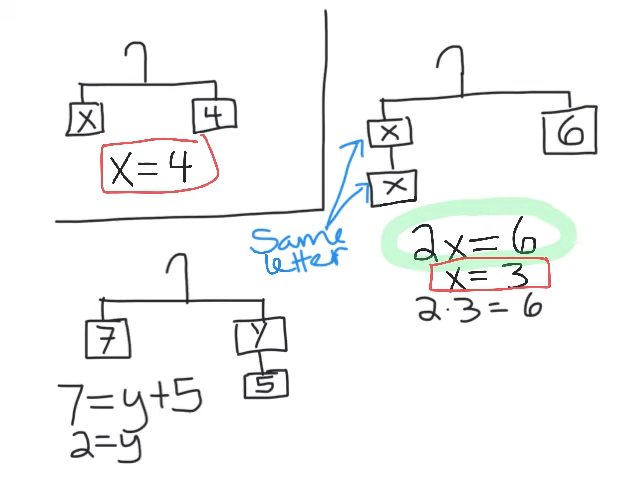 x
4
x = 4
x
6
x
Same
letter
2x = 6
x = 3
2 · 3 = 6
7
y
5
7 = y + 5
2 = y